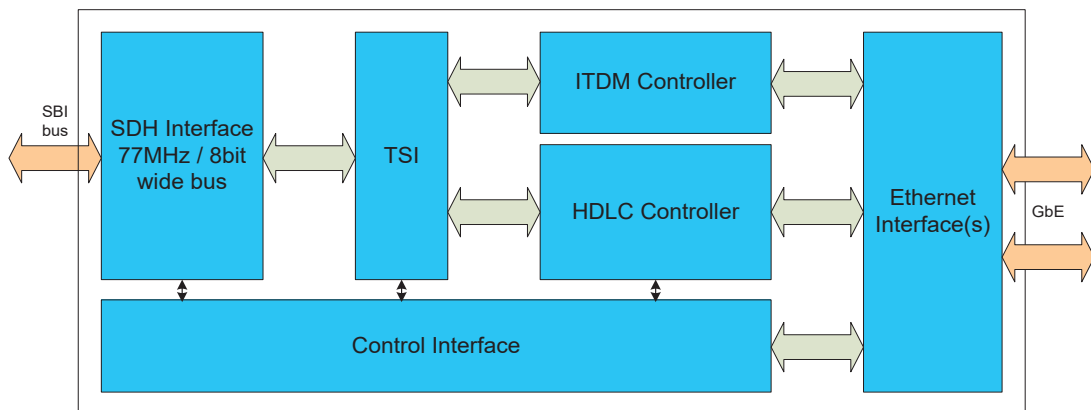 SBI
bus
SDH Interface
77MHz / 8bit
wide bus
TSI
ITDM Controller
HDLC Controller
Ethernet
Interface(s)
GbE
Control Interface